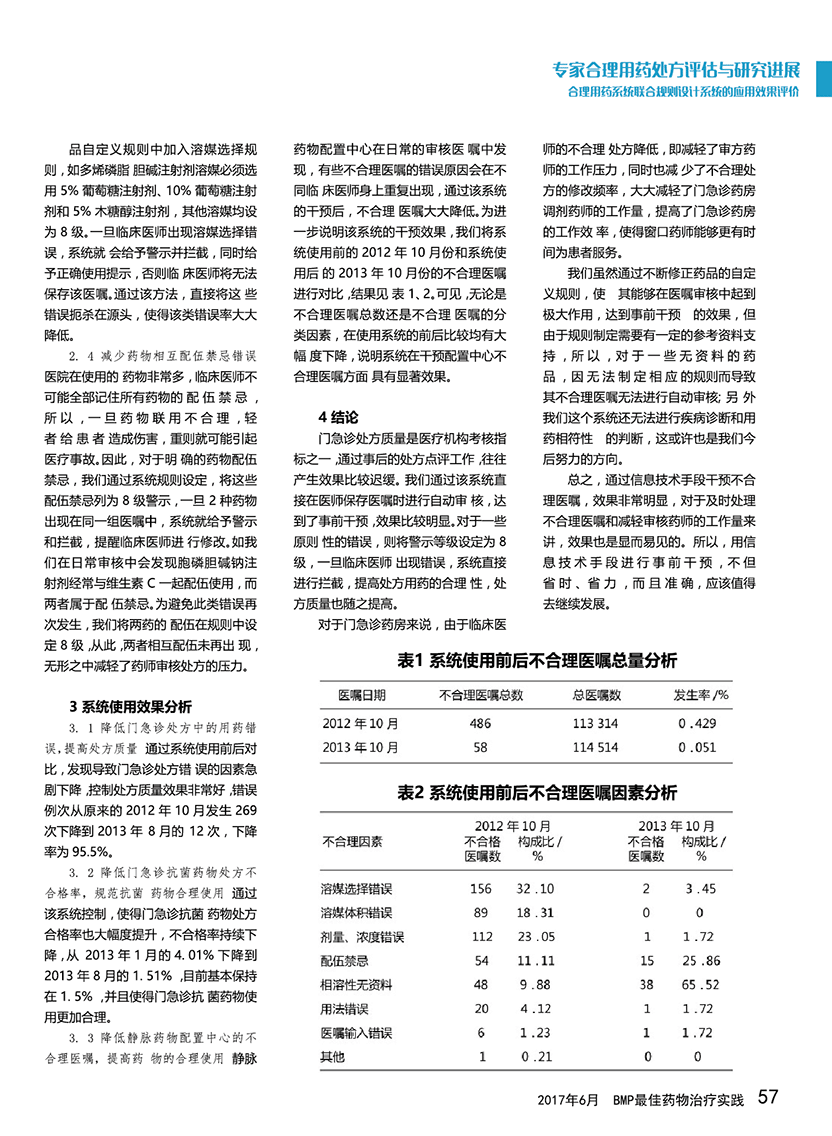 专家合理用药处方评估与研究进展
合理用药系统联合规则设计系统的应用效果评价
品自定义规则中加入溶媒选择规
则，如多烯磷脂 胆碱注射剂溶媒必须选
用 5% 葡萄糖注射剂、10% 葡萄糖注射
剂和 5% 木糖醇注射剂，其他溶媒均设
为 8 级。一旦临床医师出现溶媒选择错
误，系统就 会给予警示并拦截，同时给
予正确使用提示，否则临 床医师将无法
保存该医嘱。通过该方法，直接将这 些
错误扼杀在源头，使得该类错误率大大
降低。
2. 4 减少药物相互配伍禁忌错误
医院在使用的 药物非常多，临床医师不
可能全部记住所有药物的 配 伍 禁 忌 ，
所 以 ，一 旦 药 物 联 用 不 合 理 ，轻
者 给 患 者 造成伤害，重则就可能引起
医疗事故。因此，对于明 确的药物配伍
禁忌，我们通过系统规则设定，将这些
配伍禁忌列为 8 级警示，一旦 2 种药物
出现在同一组医嘱中，系统就给予警示
和拦截，提醒临床医师进 行修改。如我
们在日常审核中会发现胞磷胆碱钠注
射剂经常与维生素 C 一起配伍使用，而
两者属于配 伍禁忌。为避免此类错误再
次发生，我们将两药的 配伍在规则中设
定 8 级，从此，两者相互配伍未再出 现，
无形之中减轻了药师审核处方的压力。
3 系统使用效果分析
3. 1 降低门急诊处方中的用药错
误，提高处方质量 通过系统使用前后对
比，发现导致门急诊处方错 误的因素急
剧下降，控制处方质量效果非常好，错误
例次从原来的 2012 年 10 月发生 269
次下降到 2013 年 8 月的 12 次，下降
率为 95.5%。
3. 2 降低门急诊抗菌药物处方不
合格率，规范抗菌 药物合理使用 通过
该系统控制，使得门急诊抗菌 药物处方
合格率也大幅度提升，不合格率持续下
降，从 2013 年 1 月的 4. 01% 下降到
2013 年 8 月的 1. 51% ，目前基本保持
在 1. 5% ，并且使得门急诊抗 菌药物使
用更加合理。
3. 3 降低静脉药物配置中心的不
合理医嘱，提高药 物的合理使用 静脉
药物配置中心在日常的审核医 嘱中发
现，有些不合理医嘱的错误原因会在不
同临 床医师身上重复出现，通过该系统
的干预后，不合理 医嘱大大降低。为进
一步说明该系统的干预效果，我们将系
统使用前的 2012 年 10 月份和系统使
用后 的 2013 年 10 月份的不合理医嘱
进行对比，结果见 表 1、2。可见，无论是
不合理医嘱总数还是不合理 医嘱的分
类因素，在使用系统的前后比较均有大
幅 度下降，说明系统在干预配置中心不
合理医嘱方面 具有显著效果。
4 结论
门急诊处方质量是医疗机构考核指
标之一，通过事后的处方点评工作，往往
产生效果比较迟缓。 我们通过该系统直
接在医师保存医嘱时进行自动审 核，达
到了事前干预，效果比较明显。对于一些
原则 性的错误，则将警示等级设定为 8
级，一旦临床医师 出现错误，系统直接
进行拦截，提高处方用药的合理 性，处
方质量也随之提高。
对于门急诊药房来说，由于临床医
师的不合理 处方降低，即减轻了审方药
师的工作压力，同时也减 少了不合理处
方的修改频率，大大减轻了门急诊药房
调剂药师的工作量，提高了门急诊药房
的工作效 率，使得窗口药师能够更有时
间为患者服务。
我们虽然通过不断修正药品的自定
义规则，使 其能够在医嘱审核中起到
极大作用，达到事前干预 的效果，但
由于规则制定需要有一定的参考资料支
持 ，所 以 ，对 于 一 些 无 资 料 的 药
品 ，因 无 法 制 定 相 应 的规则而导致
其不合理医嘱无法进行自动审核; 另 外
我们这个系统还无法进行疾病诊断和用
药相符性 的判断，这或许也是我们今
后努力的方向。
总之，通过信息技术手段干预不合
理医嘱，效果非常明显，对于及时处理
不合理医嘱和减轻审核药师的工作量来
讲，效果也是显而易见的。所以，用信
息 技 术 手 段 进 行 事 前 干 预 ，不 但
省 时 、省 力 ，而 且 准 确 ，应该值得
去继续发展。
表1 系统使用前后不合理医嘱总量分析
医嘱日期 不合理医嘱总数 总医嘱数 发生率 /%
2012 年 10 月 486 113 314 0 .429
2013 年 10 月 58 114 514 0 .051
表2 系统使用前后不合理医嘱因素分析
2012 年 10 月 2013 年 10 月
不合理因素 不合格 构成比 / 不合格 构成比 /
医嘱数 % 医嘱数 %
溶媒选择错误 156 32 .10 2 3 .45
溶媒体积错误 89 18 .31 0 0
剂量、浓度错误 112 23 .05 1 1 .72
配伍禁忌 54 11 .11 15 25 .86
相溶性无资料 48 9 .88 38 65 .52
用法错误 20 4 .12 1 1 .72
医嘱输入错误 6 1 .23 1 1 .72
其他 1 0 .21 0 0
2017年6月 BMP最佳药物治疗实践 57